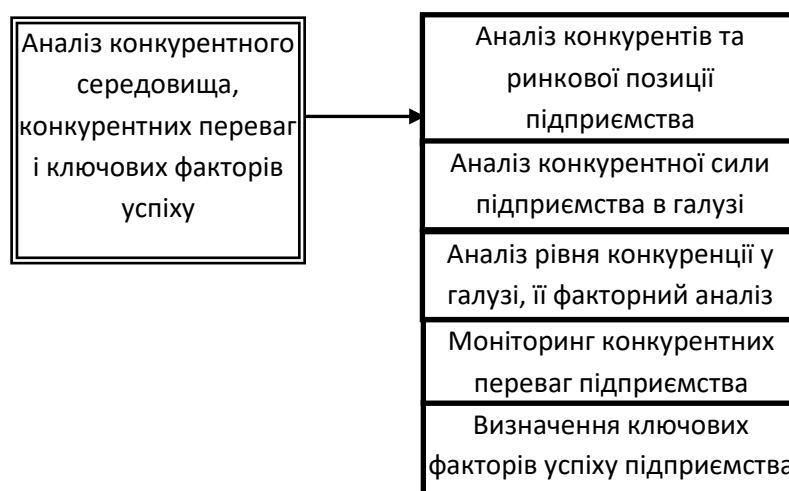 Аналіз конкурентного
середовища,
конкурентних переваг
і ключових факторів
успіху
Аналіз конкурентів та
ринкової позиції
підприємства
Аналіз конкурентної сили
підприємства в галузі
Аналіз рівня конкуренції у
галузі, її факторний аналіз
Моніторинг конкурентних
переваг підприємства
Визначення ключових
факторів успіху підприємства